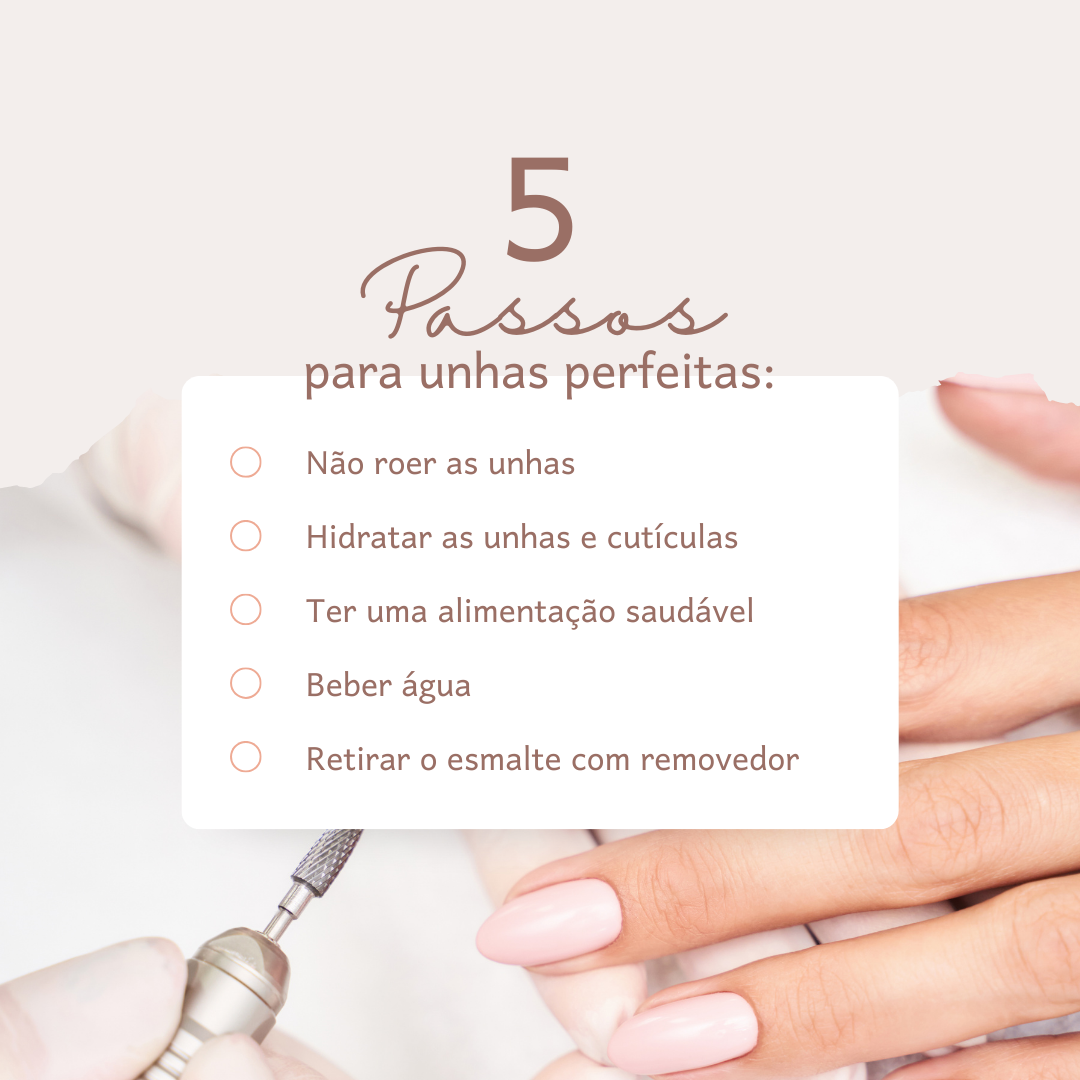 5
Passos
para unhas perfeitas:
Não roer as unhas
Hidratar as unhas e cutículas
Ter uma alimentação saudável
Beber água
Retirar o esmalte com removedor